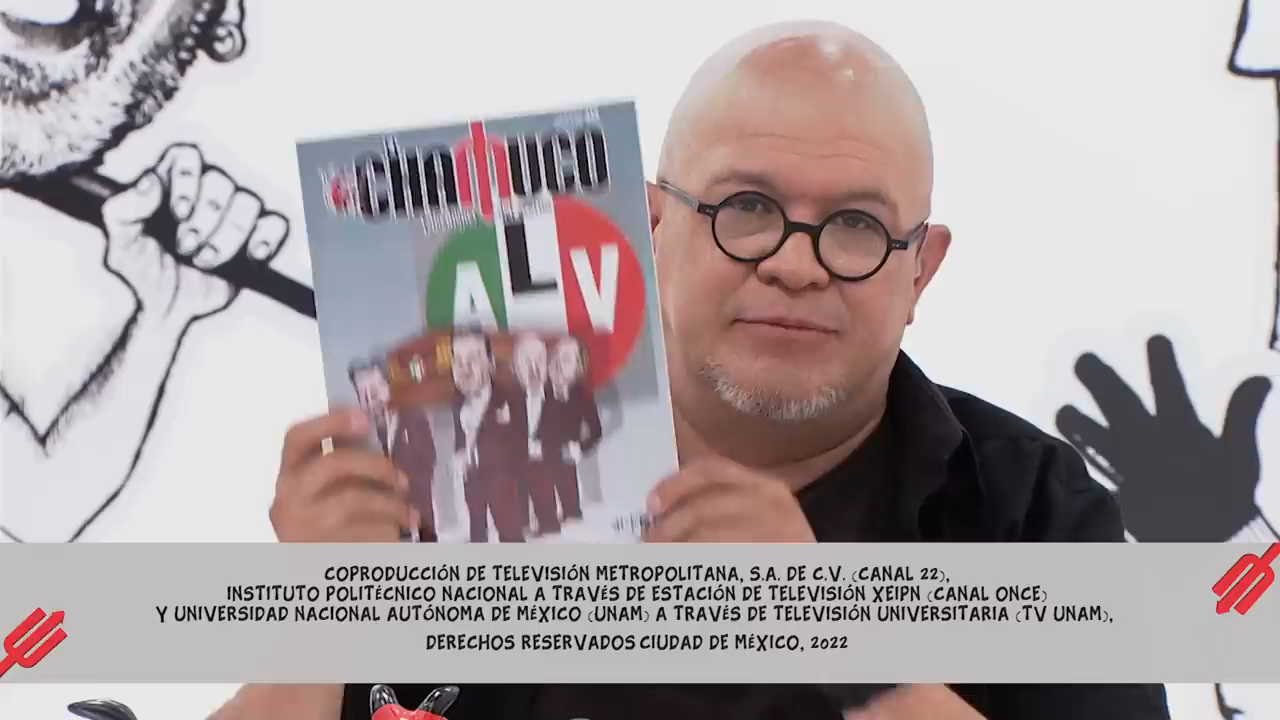 el chamuco
ALV
COPRODUCCIÓN DE TELEVISIÓN METROPOLITANA, S.A. DE C.V. (CANAL 22),
INSTITUTO POLITÉCNICO NACIONAL A TRAVÉS DE ESTACIÓN DE TELEVISIÓN XEIPN (CANAL ONCE)
Y UNIVERSIDAD NACIONAL AUTÓNOMA DE MÉXICO (UNAM) A TRAVÉS DE TELEVISIÓN UNIVERSITARIA (TV UNAM),
DERECHOS RESERVADOS CIUDAD DE MÉXICO, 2022